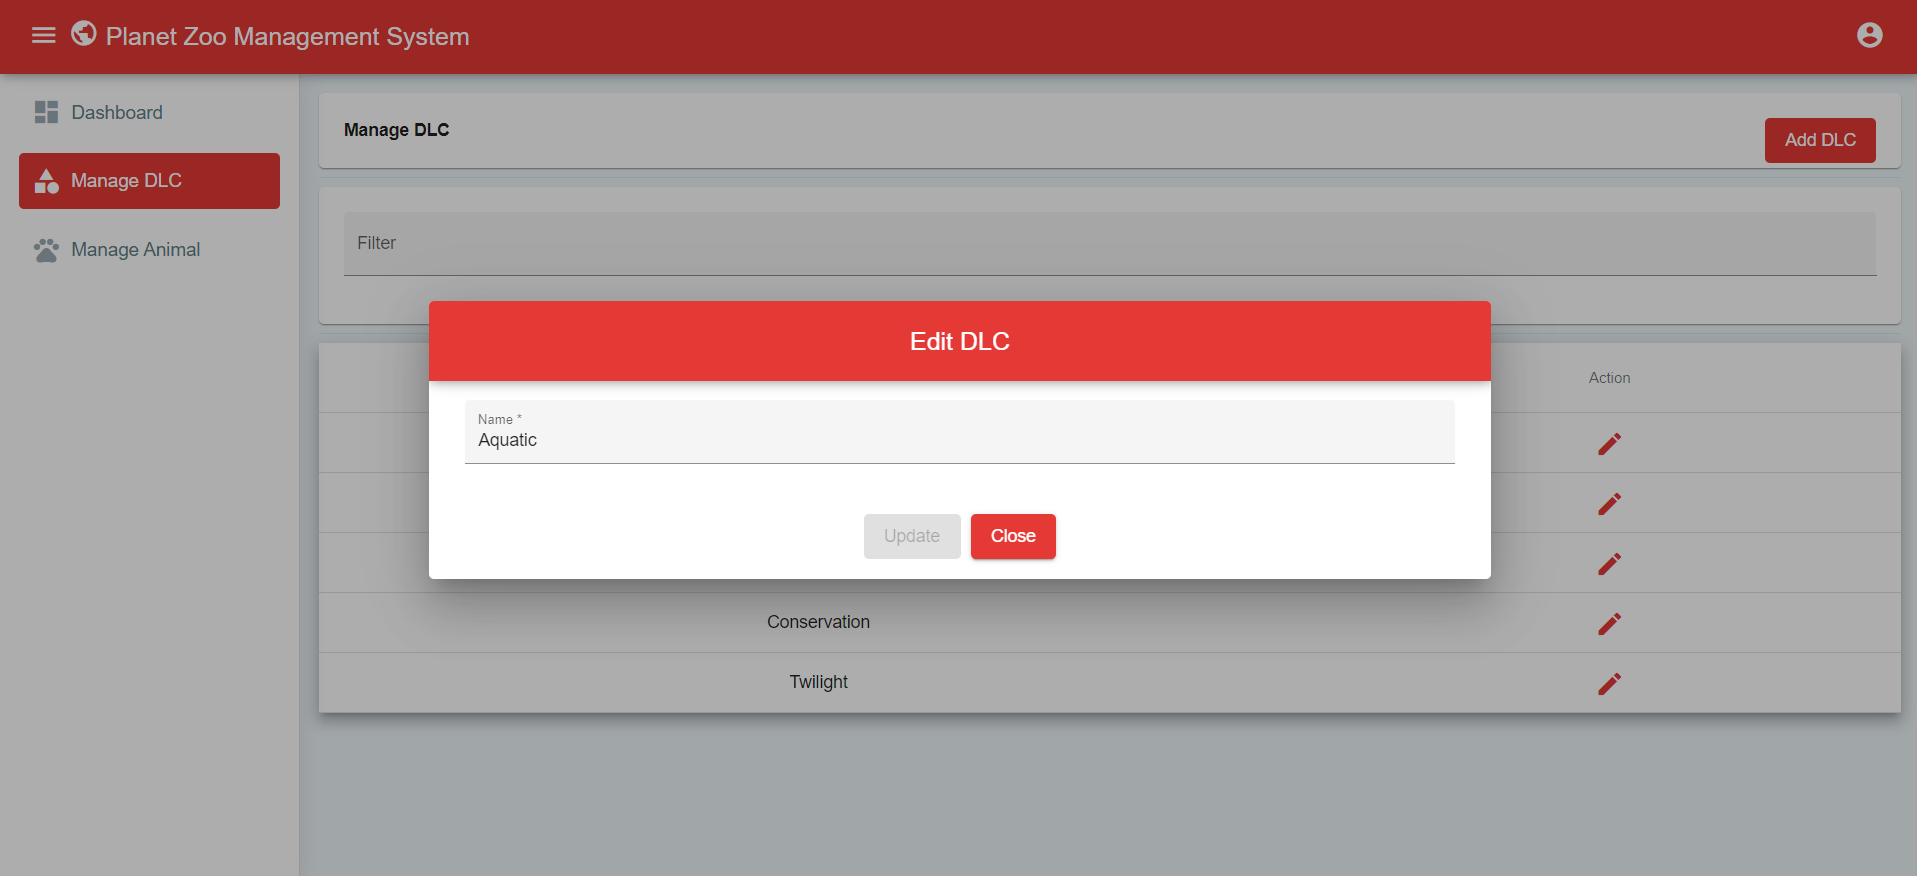 Planet Zoo Management System
Dashboard
Manage DLC
Manage Animal
Manage DLC
Add DLC
Filter
Action
Edit DLC
Name *
Aquatic
Update
Close
Conservation
Twilight